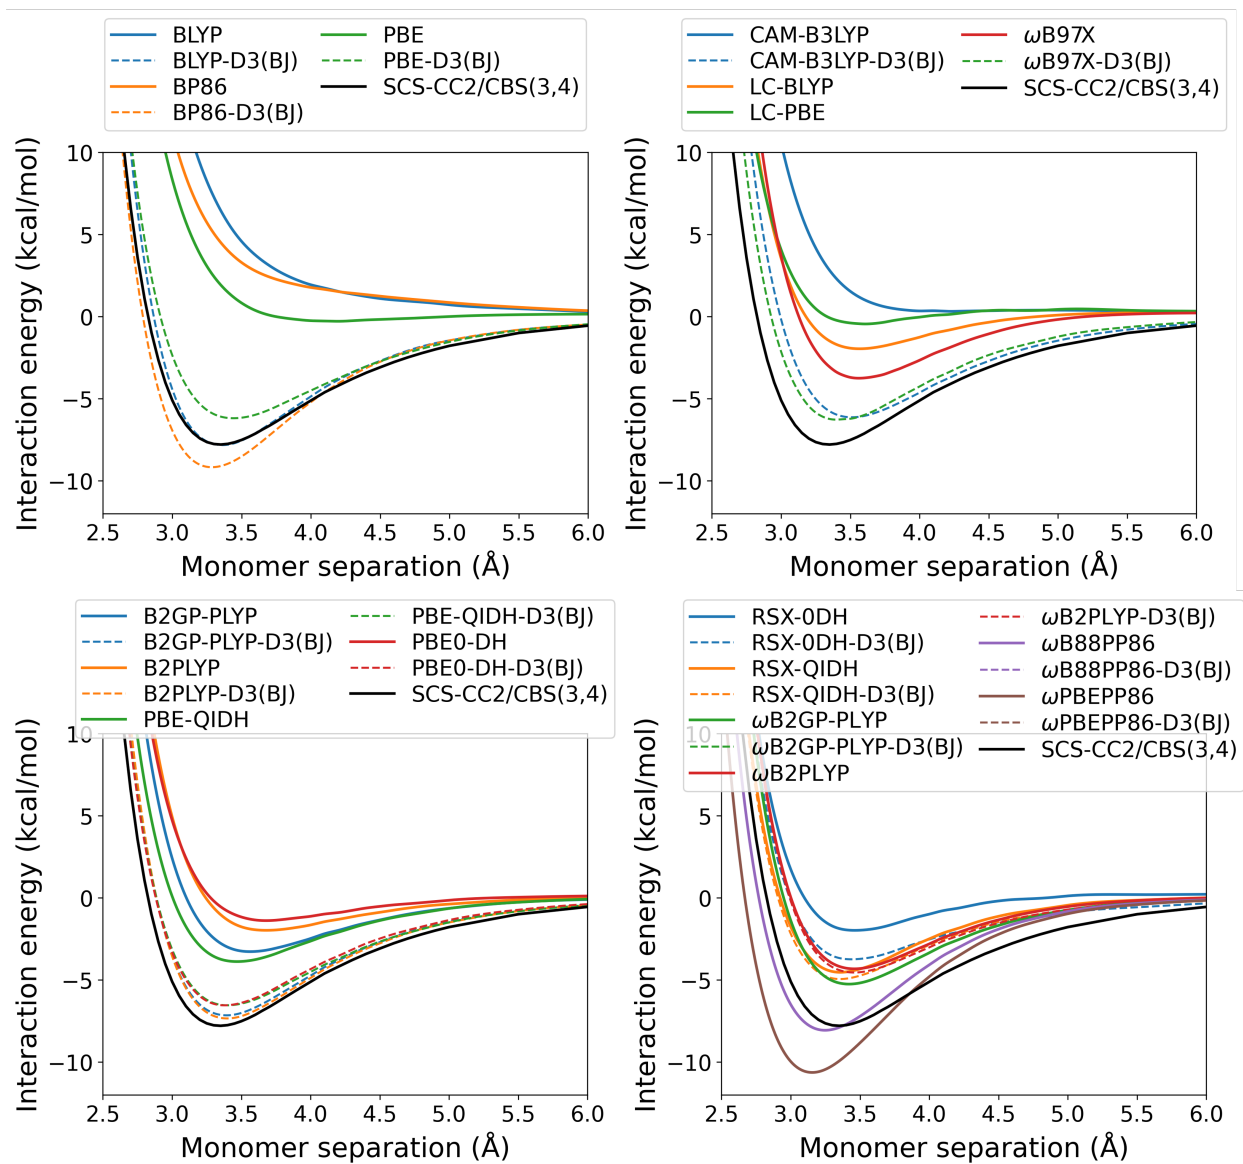 BLYP
BLYP-D3(BJ)
BP86
BP86-D3(BJ)
PBE
PBE-D3(BJ)
SCS-CC2/CBS(3,4)
10
5
0
−5
−10
Interaction energy (kcal/mol)
2.5 3.0 3.5 4.0 4.5 5.0 5.5 6.0
Monomer separation (Å)
CAM-B3LYP
CAM-B3LYP-D3(BJ)
LC-BLYP
LC-PBE
ωB97X
ωB97X-D3(BJ)
SCS-CC2/CBS(3,4)
10
5
0
−5
−10
Interaction energy (kcal/mol)
2.5 3.0 3.5 4.0 4.5 5.0 5.5 6.0
Monomer separation (Å)
B2GP-PLYP
B2GP-PLYP-D3(BJ)
B2PLYP
B2PLYP-D3(BJ)
PBE-QIDH
PBE-QIDH-D3(BJ)
PBE0-DH
PBE0-DH-D3(BJ)
SCS-CC2/CBS(3,4)
10
5
0
−5
−10
Interaction energy (kcal/mol)
2.5 3.0 3.5 4.0 4.5 5.0 5.5 6.0
Monomer separation (Å)
RSX-0DH
RSX-0DH-D3(BJ)
RSX-QIDH
RSX-QIDH-D3(BJ)
ωB2GP-PLYP
ωB2GP-PLYP-D3(BJ)
ωB2PLYP
ωB2PLYP-D3(BJ)
ωB88PP86
ωB88PP86-D3(BJ)
ωPBEPP86
ωPBEPP86-D3(BJ)
SCS-CC2/CBS(3,4)
10
5
0
−5
−10
Interaction energy (kcal/mol)
2.5 3.0 3.5 4.0 4.5 5.0 5.5 6.0
Monomer separation (Å)